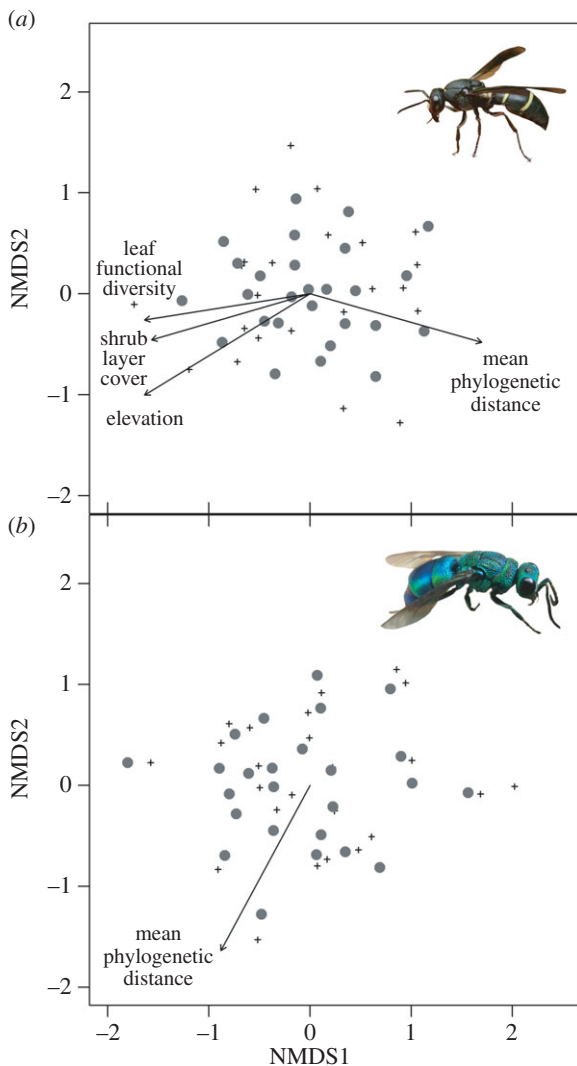 (a)
2
1
0
−1
−2
NMDS2
leaf
functional
diversity
shrub
layer
cover
elevation
mean
phylogenetic
distance
(b)
2
1
0
−1
−2
NMDS2
mean
phylogenetic
distance
−2 −1 0 1 2
NMDS1